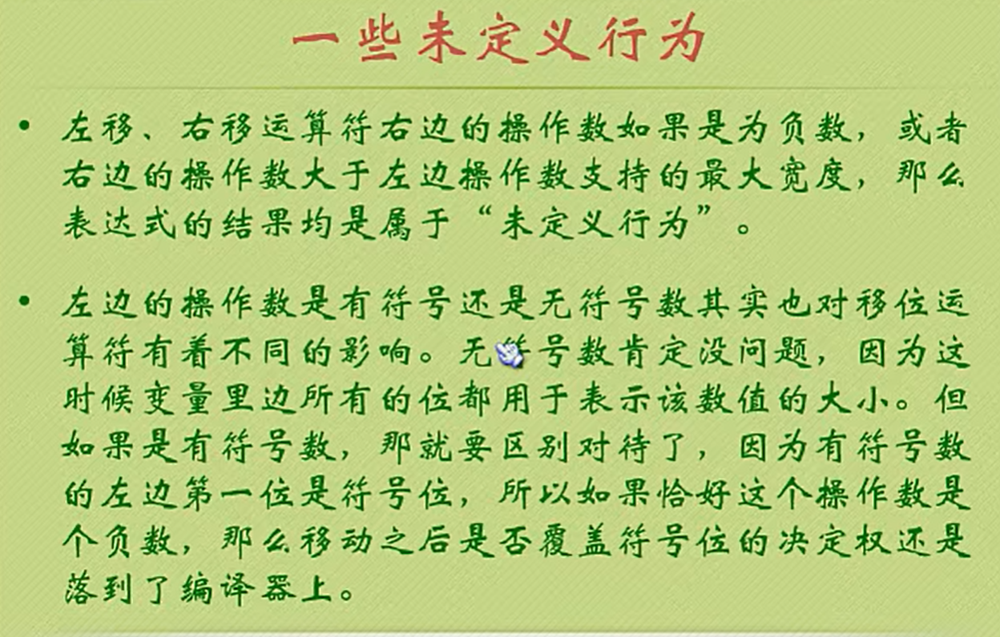 一些未定义行为
• 左移、右移运算符右边的操作数如果是为负数，或者
右边的操作数大于左边操作数支持的最大宽度，那么
表达式的结果均是属于“未定义行为”。
• 左边的操作数是有符号还是无符号数其实也对移位运
算符有着不同的影响。无符号数肯定没问题，因为这
时候变量里边所有的位都用于表示该数值的大小。但
如果是有符号数，那就要区别对待了，因为有符号数
的左边第一位是符号位，所以如果恰好这个操作数是
个负数，那么移动之后是否覆盖符号位的决定权还是
落到了编译器上。